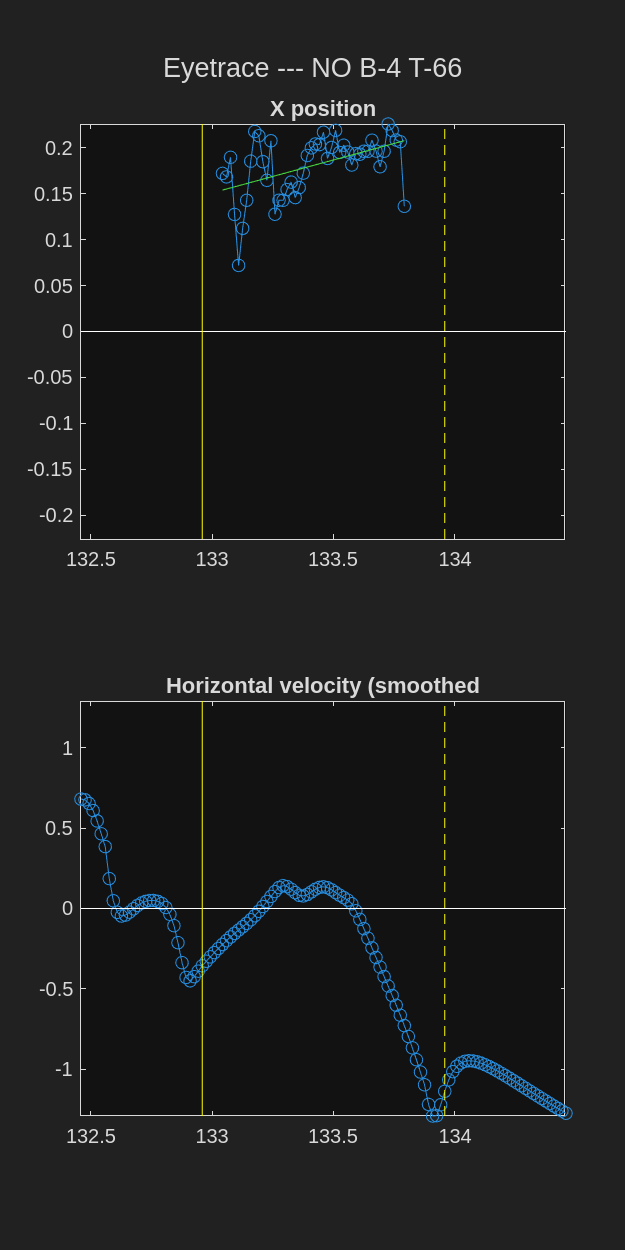 Eyetrace --- NO B-4 T-66
X position
0.2
0.15
0.1
0.05
0
-0.05
-0.1
-0.15
-0.2
132.5 133 133.5 134
Horizontal velocity (smoothed
1
0.5
0
-0.5
-1
132.5 133 133.5 134